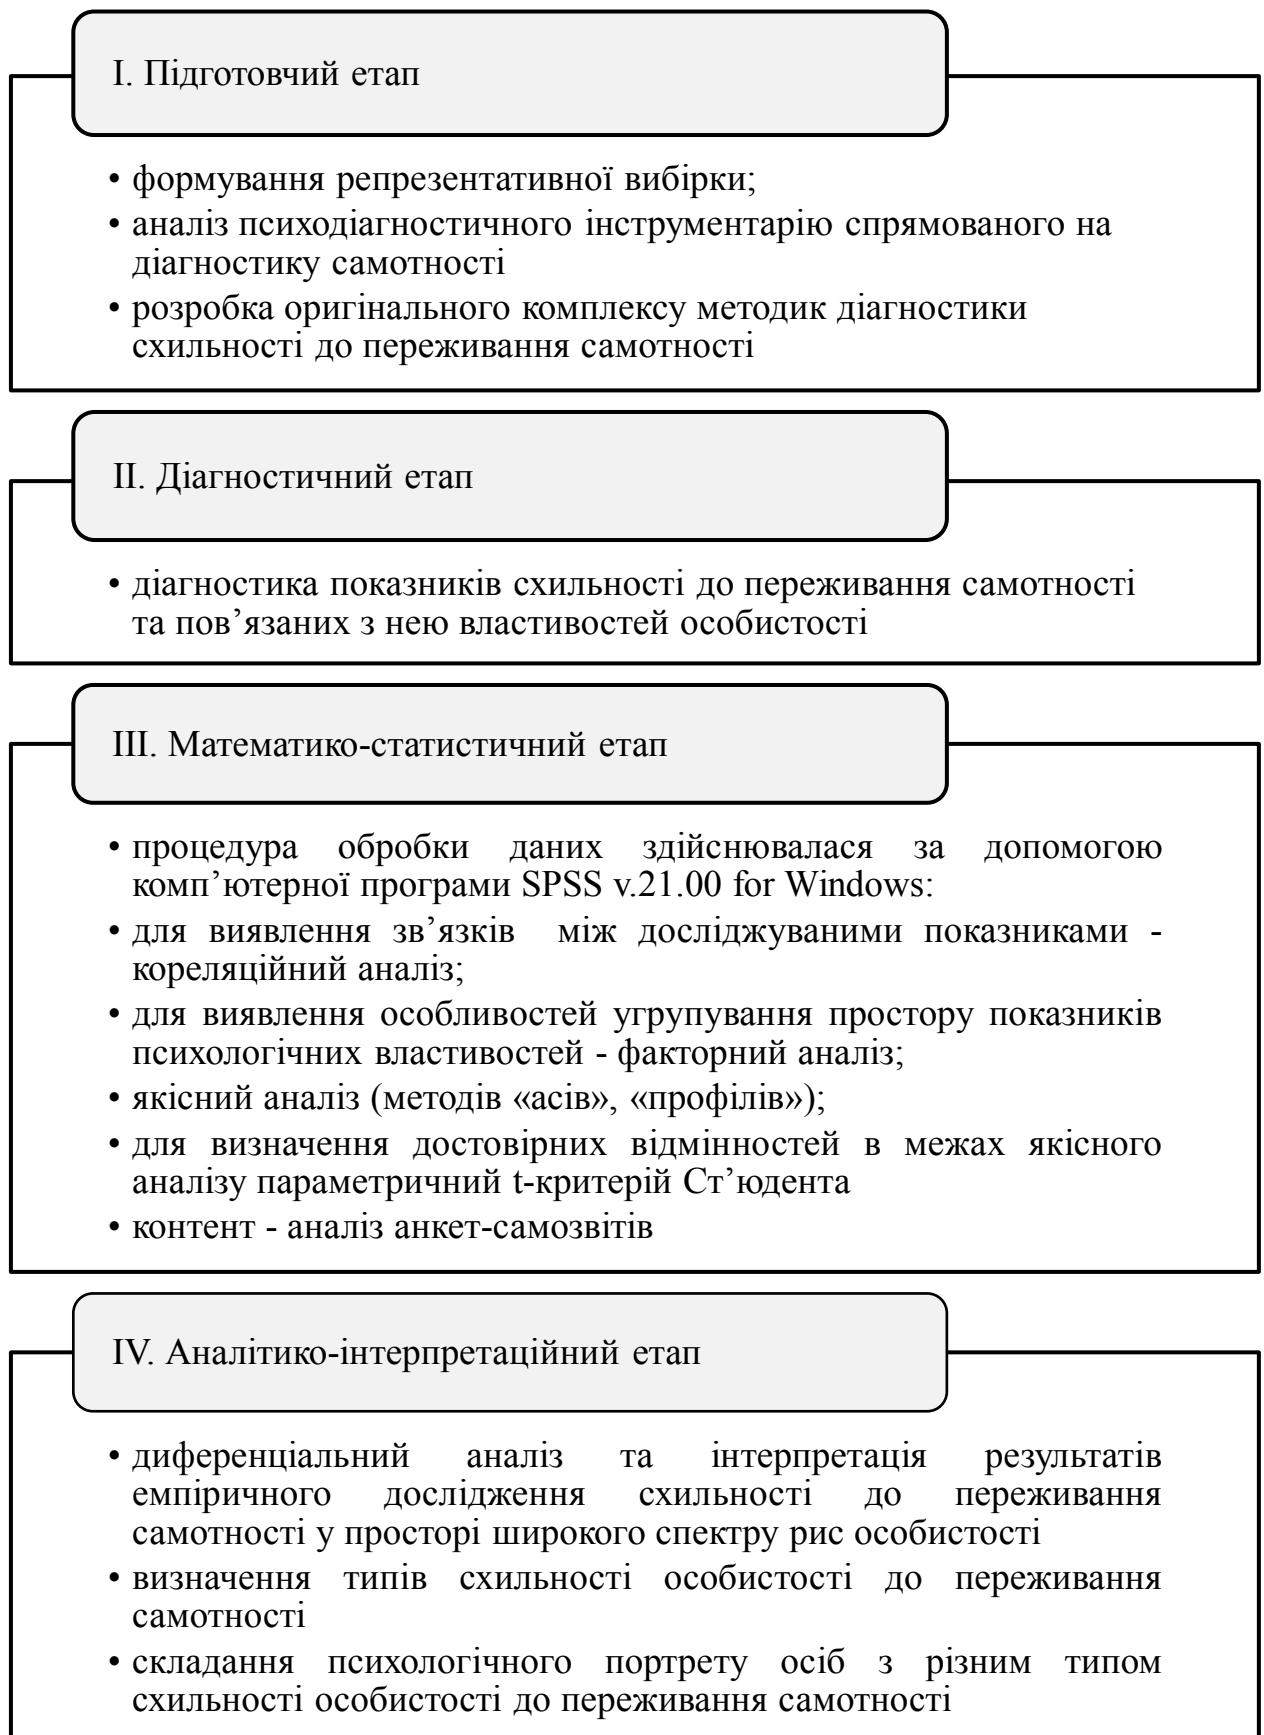 I. Підготовчий етап
• формування репрезентативної вибірки;
• аналіз психодіагностичного інструментарію спрямованого на
діагностику самотності
• розробка оригінального комплексу методик діагностики
схильності до переживання самотності
II. Діагностичний етап
• діагностика показників схильності до переживання самотності
та пов’язаних з нею властивостей особистості
III. Математико-статистичний етап
• процедура обробки даних здійснювалася за допомогою
комп’ютерної програми SPSS v.21.00 for Windows:
• для виявлення зв’язків між досліджуваними показниками -
кореляційний аналіз;
• для виявлення особливостей угрупування простору показників
психологічних властивостей - факторний аналіз;
• якісний аналіз (методів «асів», «профілів»);
• для визначення достовірних відмінностей в межах якісного
аналізу параметричний t-критерій Ст’юдента
• контент - аналіз анкет-самозвітів
IV. Аналітико-інтерпретаційний етап
• диференціальний аналіз та інтерпретація результатів
емпіричного дослідження схильності до переживання
самотності у просторі широкого спектру рис особистості
• визначення типів схильності особистості до переживання
самотності
• складання психологічного портрету осіб з різним типом
схильності особистості до переживання самотності